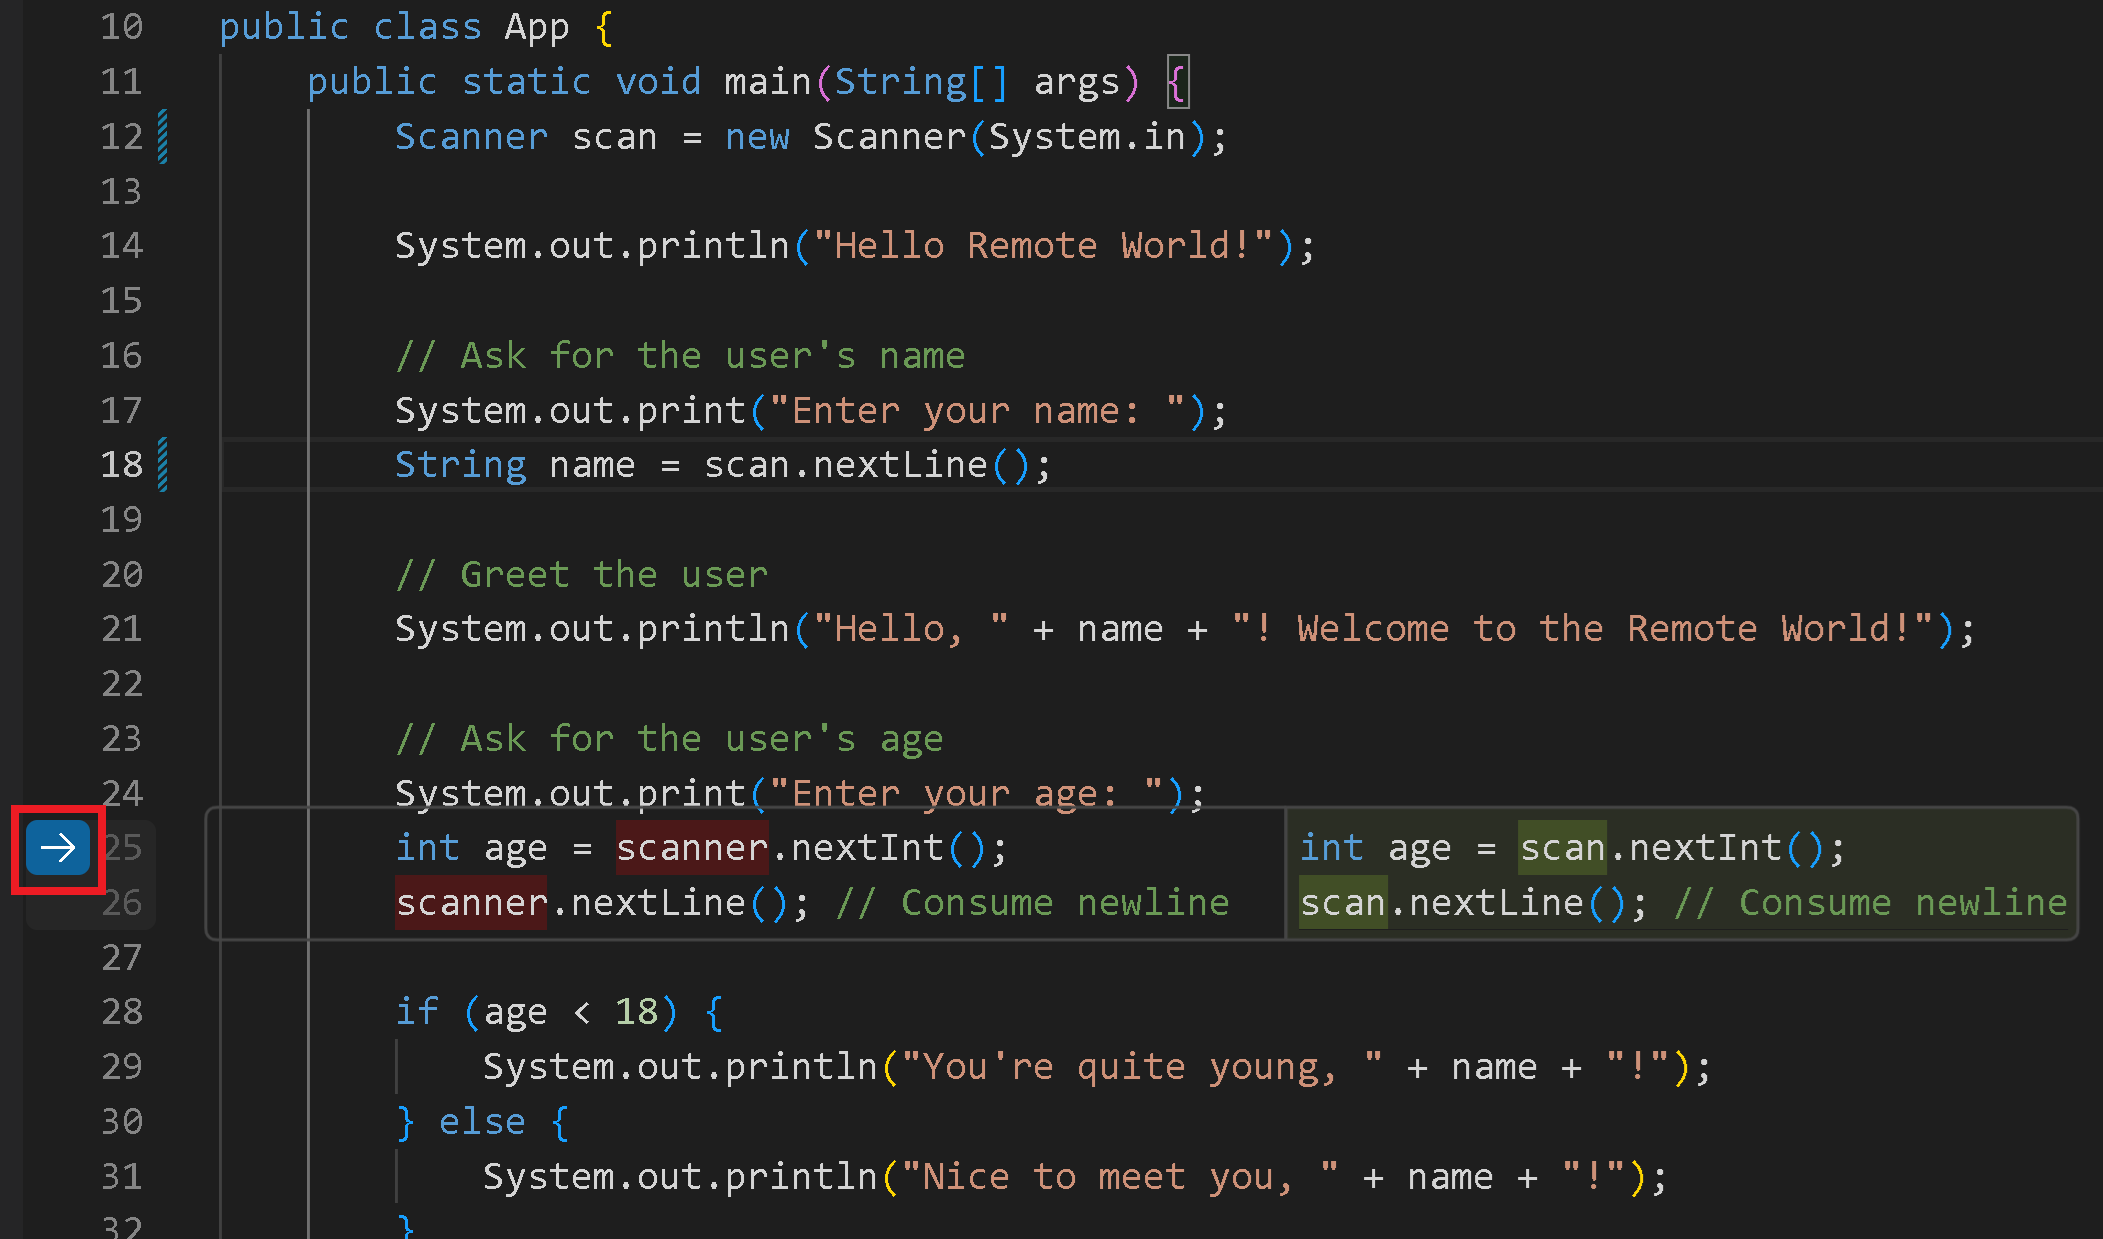 10 public class App {
11 public static void main(String[] args) {
12 Scanner scan = new Scanner(System.in);
13
14 System.out.println("Hello Remote World!");
15
16 // Ask for the user's name
17 System.out.print("Enter your name: ");
18 String name = scan.nextLine();
19
20 // Greet the user
21 System.out.println("Hello, " + name + "! Welcome to the Remote World!");
22
23 // Ask for the user's age
24 System.out.print("Enter your age: ");
25 int age = scanner.nextInt(); int age = scan.nextInt();
26 scanner.nextLine(); // Consume newline scan.nextLine(); // Consume newline
27
28 if (age < 18) {
29 System.out.println("You're quite young, " + name + "!");
30 } else {
31 System.out.println("Nice to meet you, " + name + "!");
32 }